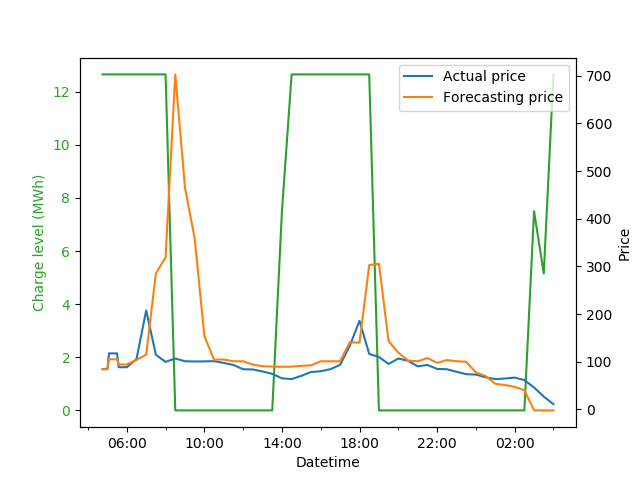 Actual price
Forecasting price
Charge level (MWh)
12
10
8
6
4
2
0
700
600
500
400
300
200
100
0
Price
06:00 10:00 14:00 18:00 22:00 02:00
Datetime